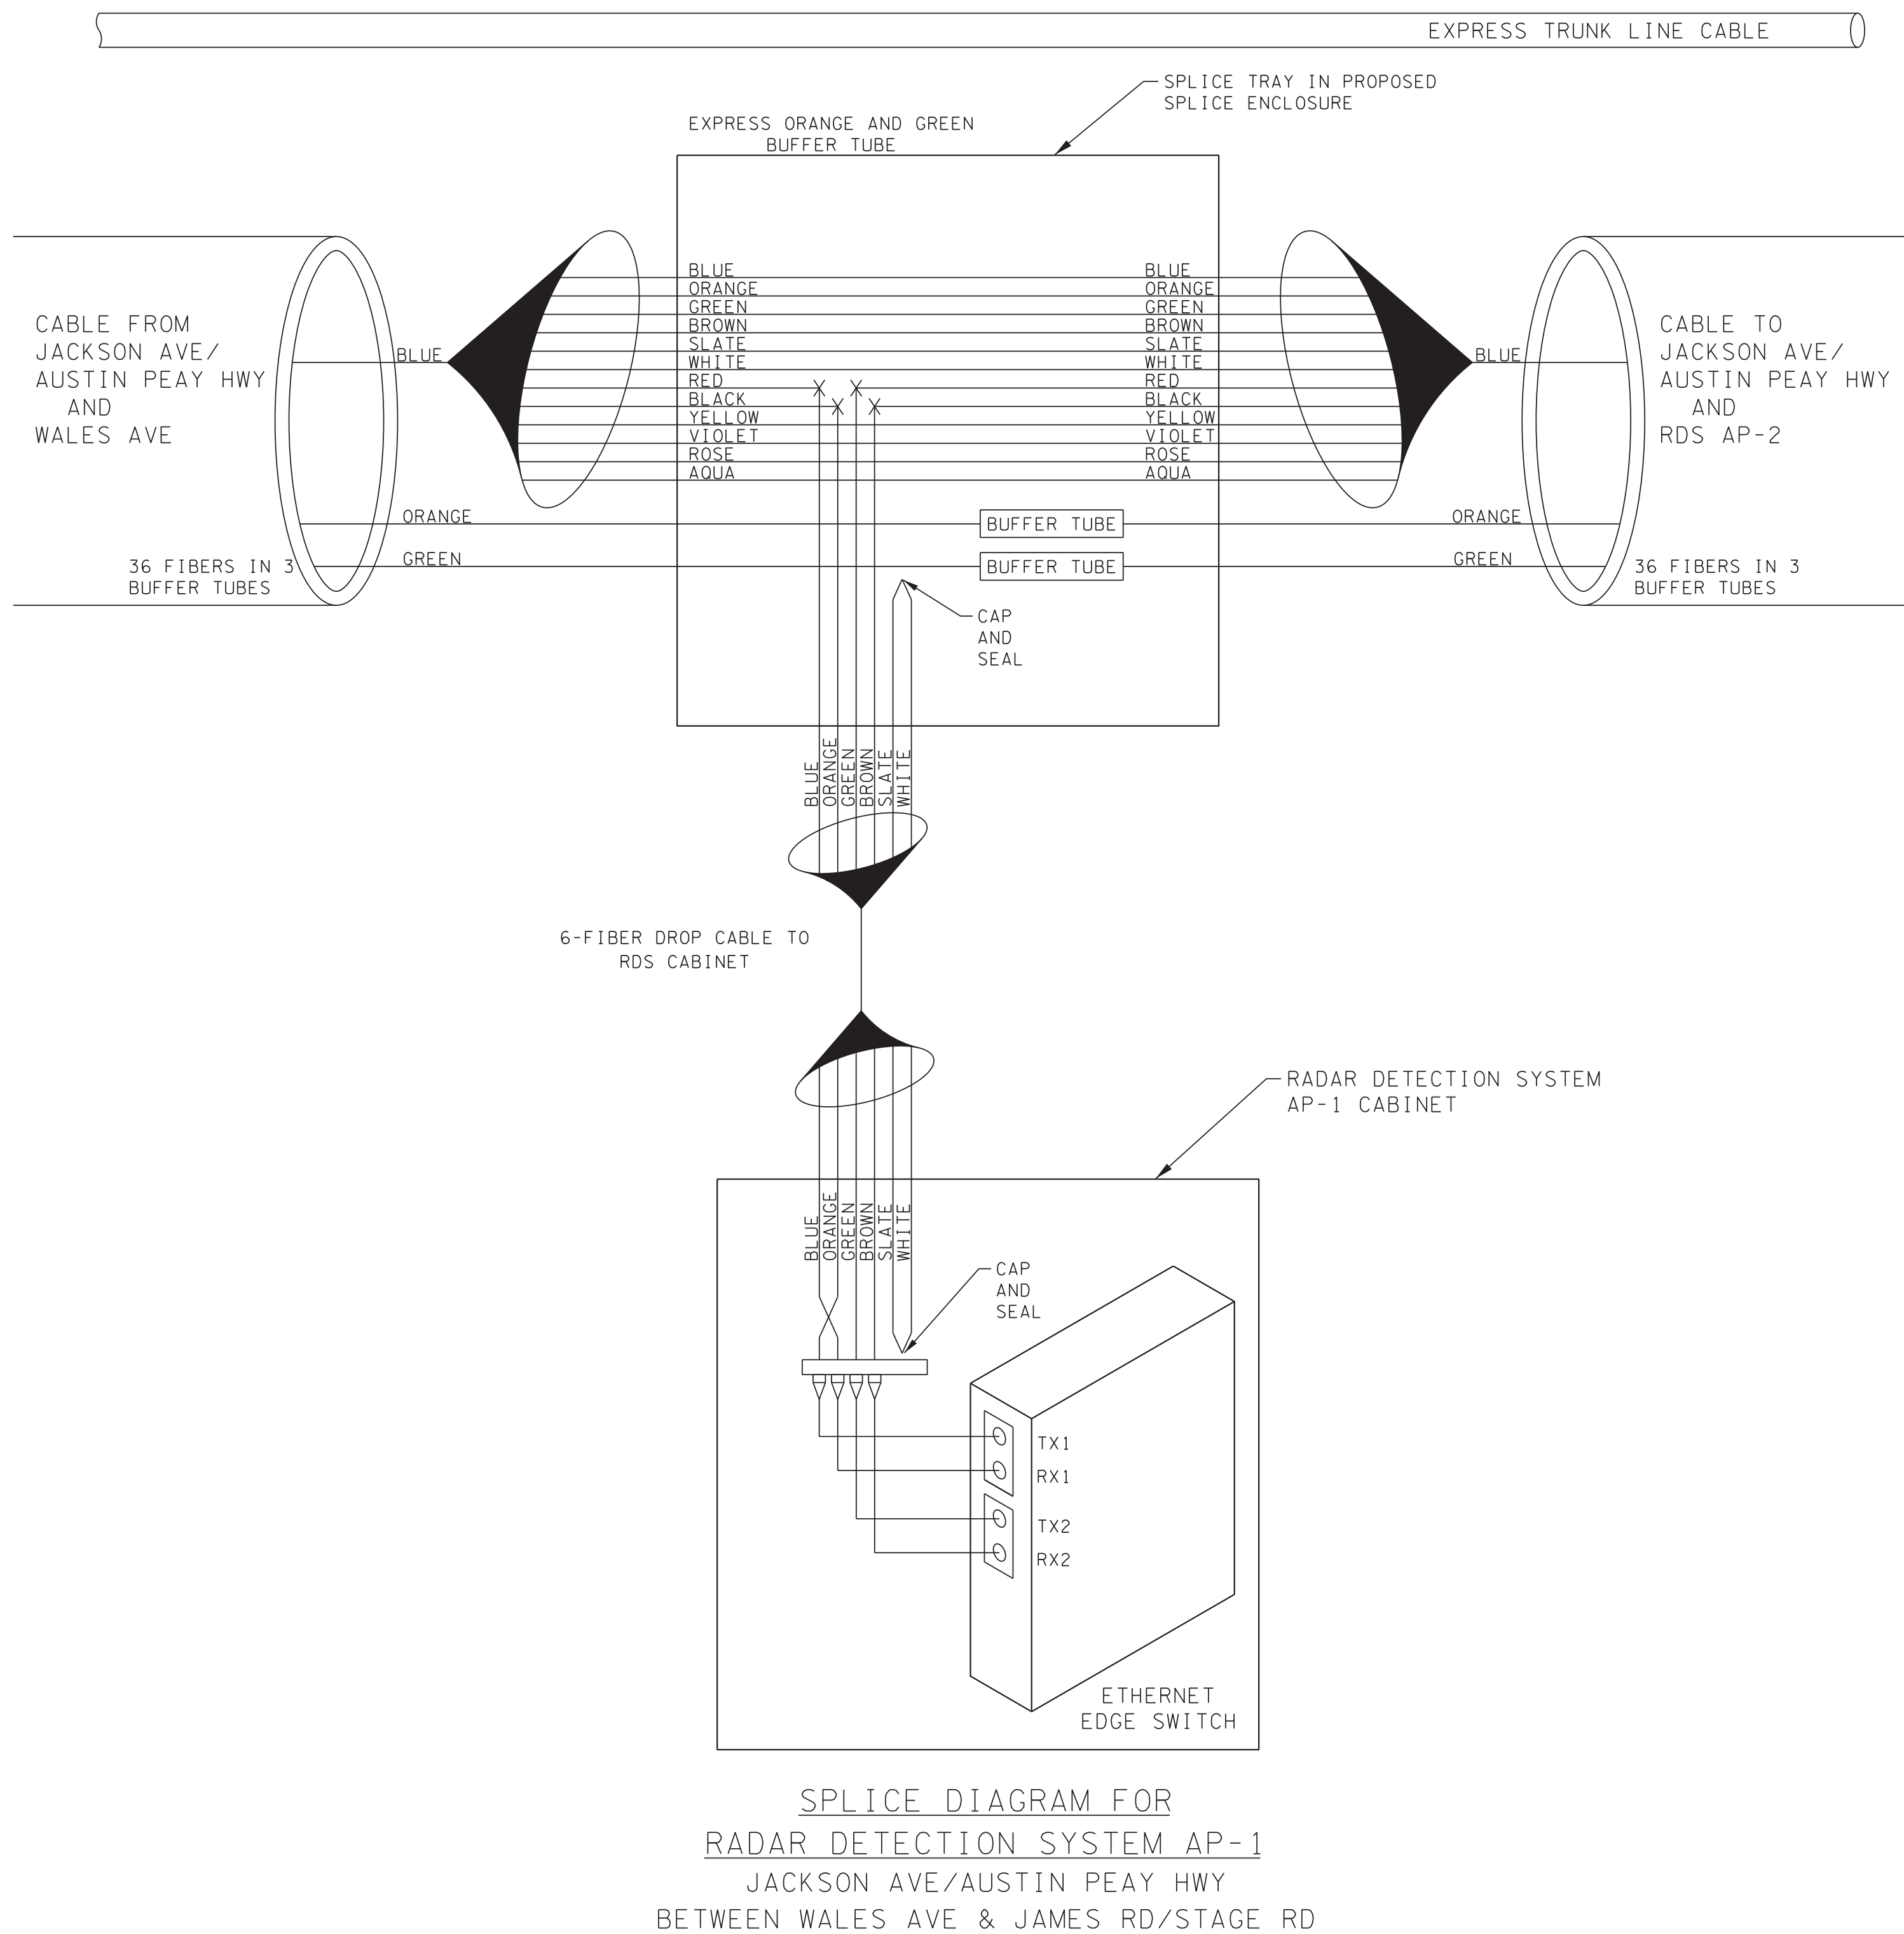 EXPRESS TRUNK LINE CABLE
SPLICE TRAY IN PROPOSED
SPLICE ENCLOSURE
EXPRESS ORANGE AND GREEN
BUFFER TUBE
CABLE FROM
JACKSON AVE/
AUSTIN PEAY HWY
AND
WALES AVE
36 FIBERS IN 3
BUFFER TUBES
BLUE
ORANGE
GREEN
BLUE
ORANGE
GREEN
BROWN
SLATE
WHITE
RED
BLACK
YELLOW
VIOLET
ROSE
AQUA
BLUE
ORANGE
GREEN
BROWN
SLATE
WHITE
RED
BLACK
YELLOW
VIOLET
ROSE
AQUA
BUFFER TUBE
BUFFER TUBE
BLUE
ORANGE
GREEN
CABLE TO
JACKSON AVE/
AUSTIN PEAY HWY
AND
RDS AP-2
36 FIBERS IN 3
BUFFER TUBES
CAP
AND
SEAL
BLUE
ORANGE
GREEN
BROWN
SLATE
WHITE
6-FIBER DROP CABLE TO
RDS CABINET
RADAR DETECTION SYSTEM
AP-1 CABINET
BLUE
ORANGE
GREEN
BROWN
SLATE
WHITE
CAP
AND
SEAL
TX1
RX1
TX2
RX2
ETHERNET
EDGE SWITCH
SPLICE DIAGRAM FOR
RADAR DETECTION SYSTEM AP-1
JACKSON AVE/AUSTIN PEAY HWY
BETWEEN WALES AVE & JAMES RD/STAGE RD